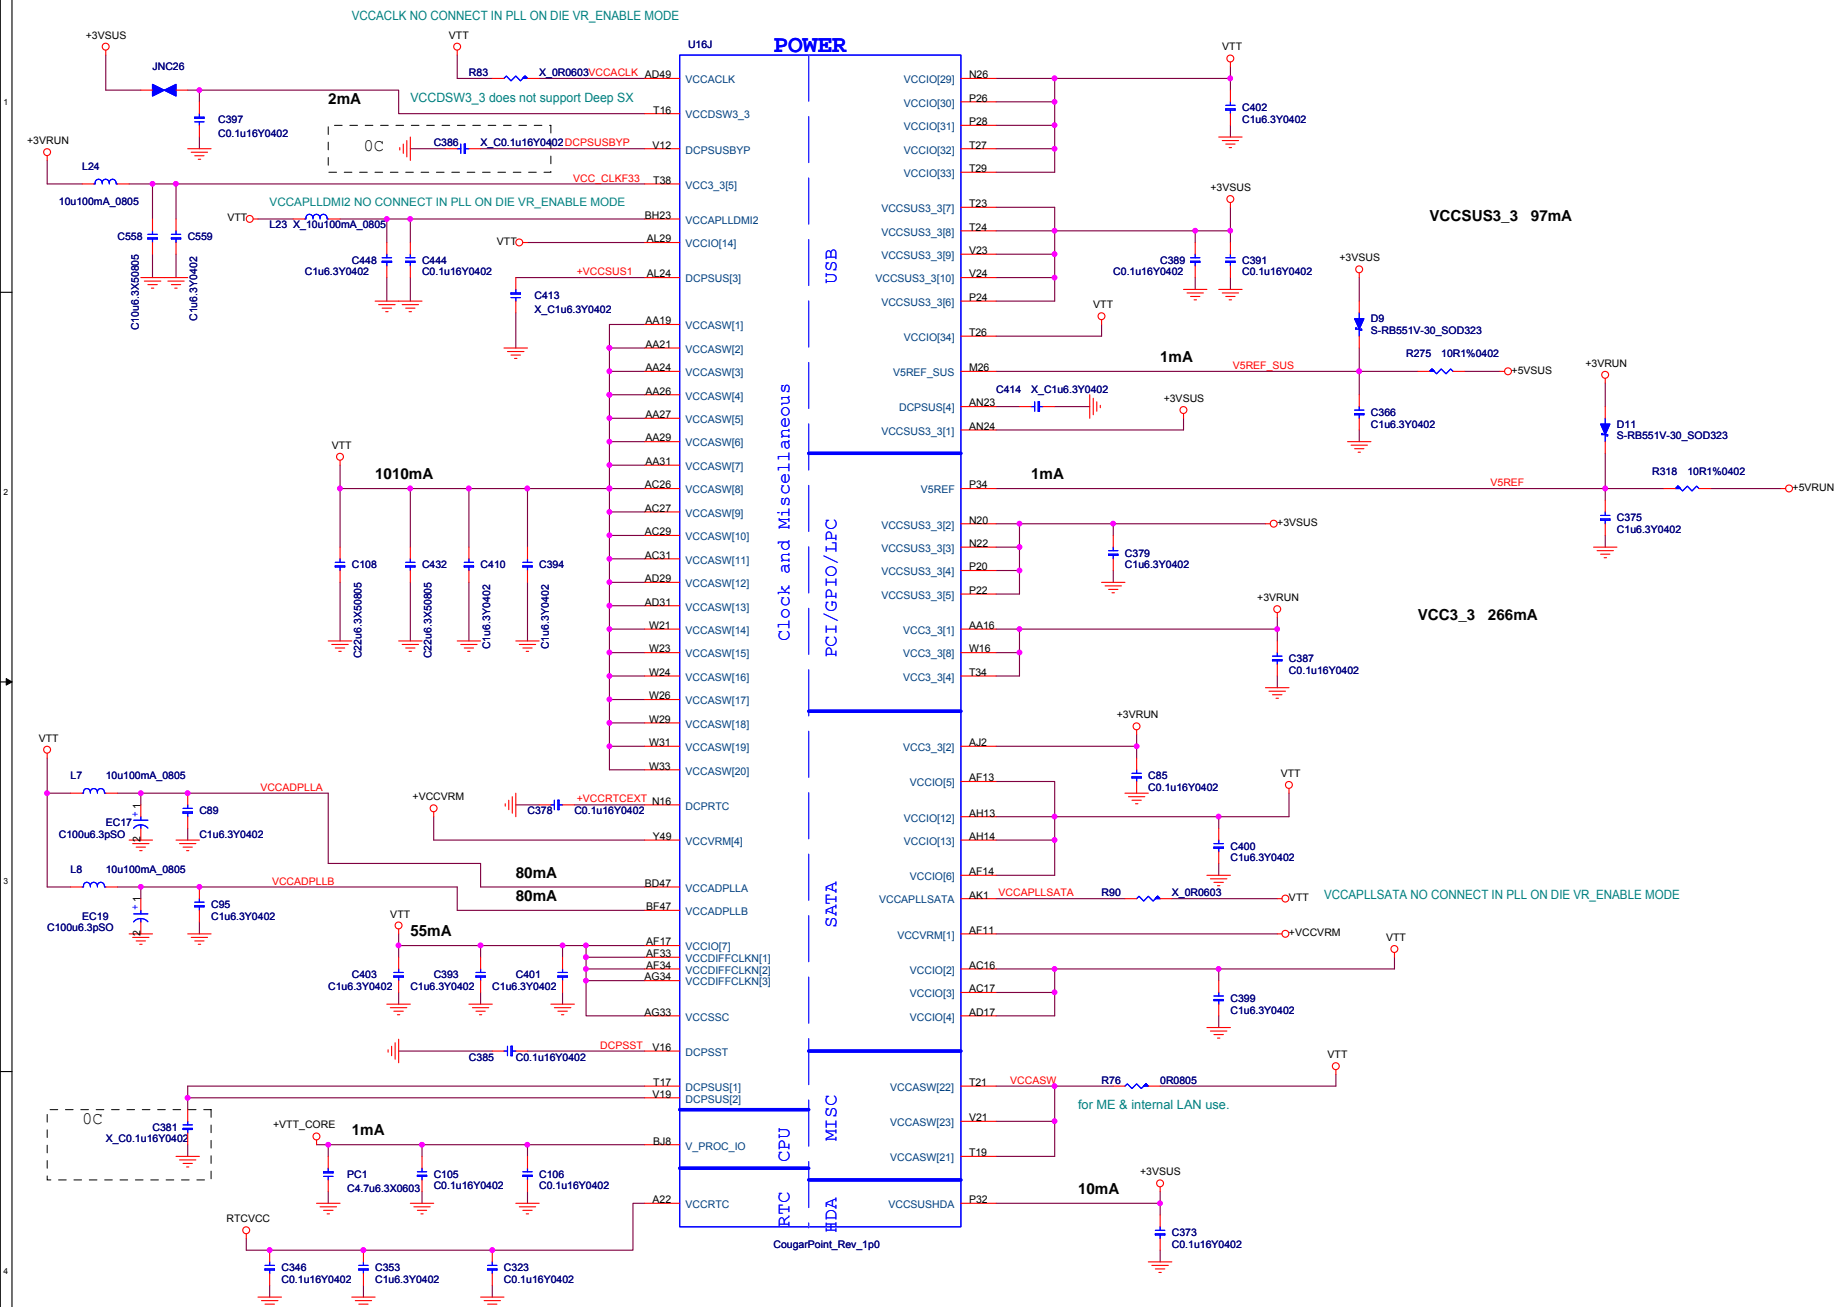 VCCACLK NO CONNECT IN PLL ON DIE VR_ENABLE MODE
+3VSUS
VTT
U16J
POWER
VTT
JNC26
R83
X_0R0603
VCCACLK
AD49
VCCACLK
VCCIO[29]
N26
2mA
VCCDSW3_3 does not support Deep SX
VCCIO[30]
P26
C402
C1u6.3Y0402
C397
C0.1u16Y0402
T16
VCCDSW3_3
VCCIO[31]
P28
+3VRUN
0C
C386
X_C0.1u16Y0402
DCPSUSBYP
V12
DCPSUSBYP
VCCIO[32]
T27
VCCIO[33]
T29
L24
10u100mA_0805
VCC_CLKF33
T38
VCC3_3[5]
+3VSUS
VCCAPLLDMI2 NO CONNECT IN PLL ON DIE VR_ENABLE MODE
VCCSUS3_3[7]
T23
VCCSUS3_3 97mA
VTT
L23 X_10u100mA_0805
BH23
VCCAPLLDMI2
VCCSUS3_3[8]
T24
C558
C10u6.3X50805
C559
C1u6.3Y0402
VTT
AL29
VCCIO[14]
VCCSUS3_3[9]
V23
C448
C1u6.3Y0402
C444
C0.1u16Y0402
C389
C0.1u16Y0402
C391
C0.1u16Y0402
+3VSUS
+VCCSUS1
AL24
DCPSUS[3]
USB
VCCSUS3_3[10]
V24
C413
X_C1u6.3Y0402
VCCSUS3_3[6]
P24
VTT
D9
S-RB551V-30_SOD323
AA19
VCCASW[1]
VCCIO[34]
T26
AA21
VCCASW[2]
1mA
R275 10R1%0402
+3VRUN
AA24
VCCASW[3]
V5REF_SUS
M26
V5REF_SUS
+5VSUS
AA26
VCCASW[4]
DCPSUS[4]
AN23
C414
X_C1u6.3Y0402
+3VSUS
C366
C1u6.3Y0402
AA27
VCCASW[5]
VCCSUS3_3[1]
AN24
D11
S-RB551V-30_SOD323
AA29
VCCASW[6]
VTT
1010mA
AA31
VCCASW[7]
1mA
R318 10R1%0402
AC26
VCCASW[8]
Clock and Miscellaneous
V5REF
P34
V5REF
+5VRUN
AC27
VCCASW[9]
VCCSUS3_3[2]
N20
+3VSUS
C375
C1u6.3Y0402
AC29
VCCASW[10]
PCI/GPIO/LPC
VCCSUS3_3[3]
N22
AC31
VCCASW[11]
VCCSUS3_3[4]
P20
C379
C1u6.3Y0402
C108
C22u6.3X50805
C432
C22u6.3X50805
C410
C1u6.3Y0402
C394
C1u6.3Y0402
AD29
VCCASW[12]
VCCSUS3_3[5]
P22
AD31
VCCASW[13]
+3VRUN
VCC3_3 266mA
W21
VCCASW[14]
VCC3_3[1]
AA16
W23
VCCASW[15]
VCC3_3[8]
W16
C387
C0.1u16Y0402
W24
VCCASW[16]
VCC3_3[4]
T34
W26
VCCASW[17]
W29
VCCASW[18]
+3VRUN
VTT
W31
VCCASW[19]
VCC3_3[2]
AJ2
W33
VCCASW[20]
VCCIO[5]
AF13
C85
C0.1u16Y0402
VTT
L7
10u100mA_0805
VCCADPLLA
+VCCVRM
C378
+VCCRTCEXT
C0.1u16Y0402
N16
DCPRTC
VCCIO[12]
AH13
EC17
C100u6.3pSO
+ 1
2
C89
C1u6.3Y0402
Y49
VCCVRM[4]
VCCIO[13]
AH14
C400
C1u6.3Y0402
L8
10u100mA_0805
VCCADPLLB
80mA
BD47
VCCADPLLA
VCCIO[6]
AF14
80mA
BF47
VCCADPLLB
SATA
VCCAPLLSATA
AK1
VCCAPLLSATA
R90
X_0R0603
VTT
VCCAPLLSATA NO CONNECT IN PLL ON DIE VR_ENABLE MODE
EC19
C100u6.3pSO
+ 1
2
C95
C1u6.3Y0402
VTT
55mA
VCCVRM[1]
AF11
+VCCVRM
VTT
AF17
VCCIO[7]
AF33
VCCDIFFCLKN[1]
AF34
VCCDIFFCLKN[2]
AG34
VCCDIFFCLKN[3]
VCCIO[2]
AC16
C403
C1u6.3Y0402
C393
C1u6.3Y0402
C401
C1u6.3Y0402
VCCIO[3]
AC17
C399
C1u6.3Y0402
AG33
VCCSSC
VCCIO[4]
AD17
C385
C0.1u16Y0402
DCPSST
V16
DCPSST
VTT
T17
DCPSUS[1]
V19
DCPSUS[2]
MISC
VCCASW[22]
T21
VCCASW
R76
0R0805
for ME & internal LAN use.
0C
C381
X_C0.1u16Y0402
+VTT_CORE
1mA
VCCASW[23]
V21
BJ8
V_PROC_IO
CPU
VCCASW[21]
T19
PC1
C4.7u6.3X0603
C105
C0.1u16Y0402
C106
C0.1u16Y0402
+3VSUS
10mA
A22
VCCRTC
RTC
HDA
VCCSUSHDA
P32
RTCVCC
C373
C0.1u16Y0402
CougarPoint_Rev_1p0
C346
C0.1u16Y0402
C353
C1u6.3Y0402
C323
C0.1u16Y0402
1
2
3
4